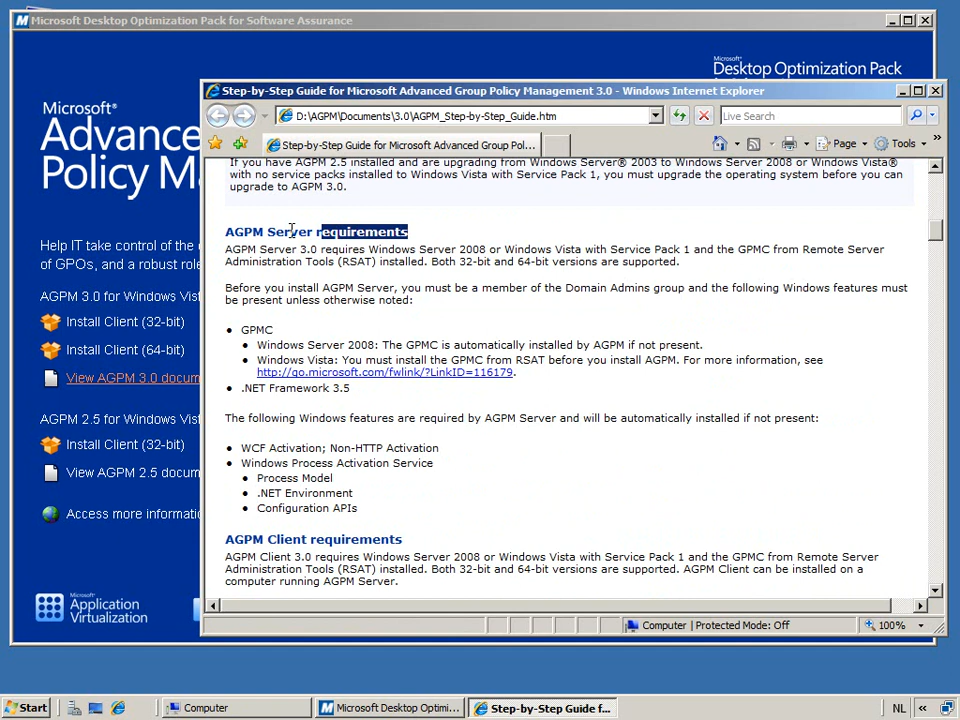 Microsoft Desktop Optimization Pack for Software Assurance
Microsoft®
Desktop Optimization Pack
Microsoft®
Advance
Policy Ma
Help IT take control of the
of GPOs, and a robust role
AGPM 3.0 for Windows Vis
Install Client (32-bit)
Install Client (64-bit)
View AGPM 3.0 docum
AGPM 2.5 for Windows Vis
Install Client (32-bit)
View AGPM 2.5 docum
Access more informatio
Microsoft®
Application
Virtualization
Step-by-Step Guide for Microsoft Advanced Group Policy Management 3.0 - Windows Internet Explorer
D:\AGPM\Documents\3.0\AGPM_Step-by-Step_Guide.htm
Live Search
Step-by-Step Guide for Microsoft Advanced Group Pol...
Page
Tools
If you have AGPM 2.5 installed and are upgrading from Windows Server® 2003 to Windows Server 2008 or Windows Vista®
with no service packs installed to Windows Vista with Service Pack 1, you must upgrade the operating system before you can
upgrade to AGPM 3.0.
AGPM Server requirements
AGPM Server 3.0 requires Windows Server 2008 or Windows Vista with Service Pack 1 and the GPMC from Remote Server
Administration Tools (RSAT) installed. Both 32-bit and 64-bit versions are supported.
Before you install AGPM Server, you must be a member of the Domain Admins group and the following Windows features must
be present unless otherwise noted:
GPMC
Windows Server 2008: The GPMC is automatically installed by AGPM if not present.
Windows Vista: You must install the GPMC from RSAT before you install AGPM. For more information, see
http://go.microsoft.com/fwlink/?LinkID=116179.
.NET Framework 3.5
The following Windows features are required by AGPM Server and will be automatically installed if not present:
WCF Activation; Non-HTTP Activation
Windows Process Activation Service
Process Model
.NET Environment
Configuration APIs
AGPM Client requirements
AGPM Client 3.0 requires Windows Server 2008 or Windows Vista with Service Pack 1 and the GPMC from Remote Server
Administration Tools (RSAT) installed. Both 32-bit and 64-bit versions are supported. AGPM Client can be installed on a
computer running AGPM Server.
Computer | Protected Mode: Off
100%
Start
Computer
Microsoft Desktop Optimi...
Step-by-Step Guide f...
NL